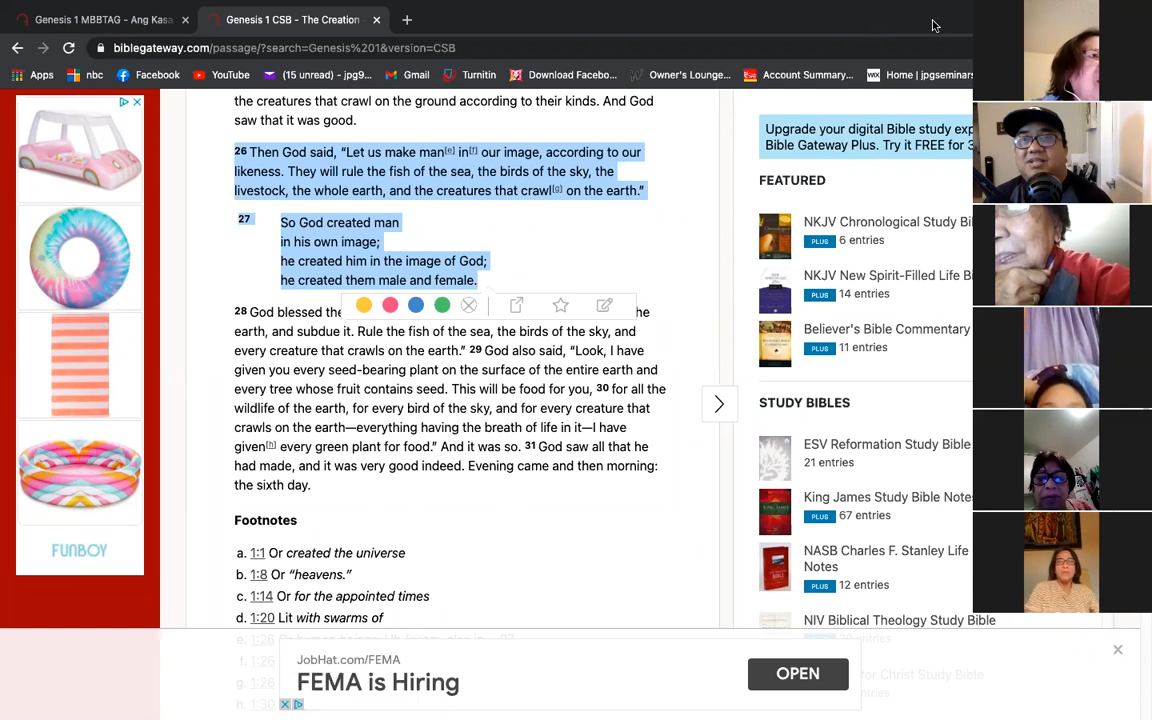 Genesis 1 MBBTAG - Ang Kasa
Genesis 1 CSB - The Creation -
biblegateway.com/passage/?search=Genesis%201&version=CSB
Apps
nbc
Facebook
YouTube
(15 unread) - jpg9...
Gmail
Turnitin
Download Facebo...
Owner's Lounge...
Account Summary...
WIX
Home | jpgseminars
the creatures that crawl on the ground according to their kinds. And God
saw that it was good.
26 Then God said, “Let us make man[e] in[f] our image, according to our
likeness. They will rule the fish of the sea, the birds of the sky, the
livestock, the whole earth, and the creatures that crawl[g] on the earth.”
27
So God created man
in his own image;
he created him in the image of God;
he created them male and female.
28 God blessed the
he
earth, and subdue it. Rule the fish of the sea, the birds of the sky, and
every creature that crawls on the earth.” 29 God also said, “Look, I have
given you every seed-bearing plant on the surface of the entire earth and
every tree whose fruit contains seed. This will be food for you, 30 for all the
wildlife of the earth, for every bird of the sky, and for every creature that
crawls on the earth—everything having the breath of life in it—I have
given[h] every green plant for food.” And it was so. 31 God saw all that he
had made, and it was very good indeed. Evening came and then morning:
the sixth day.
Footnotes
a. 1:1 Or created the universe
b. 1:8 Or “heavens.”
c. 1:14 Or for the appointed times
d. 1:20 Lit with swarms of
e. 1:26
f. 1:26
g. 1:26
h. 1:30
FUNBOY
Upgrade your digital Bible study exp
Bible Gateway Plus. Try it FREE for 3
FEATURED
NKJV Chronological Study Bi
PLUS 6 entries
NKJV New Spirit-Filled Life Bi
PLUS 14 entries
Believer's Bible Commentary
PLUS 11 entries
STUDY BIBLES
ESV Reformation Study Bible
21 entries
King James Study Bible Notes
PLUS 67 entries
NASB Charles F. Stanley Life
Notes
PLUS 12 entries
NIV Biblical Theology Study Bible
for Christ Study Bible
JobHat.com/FEMA
FEMA is Hiring
OPEN